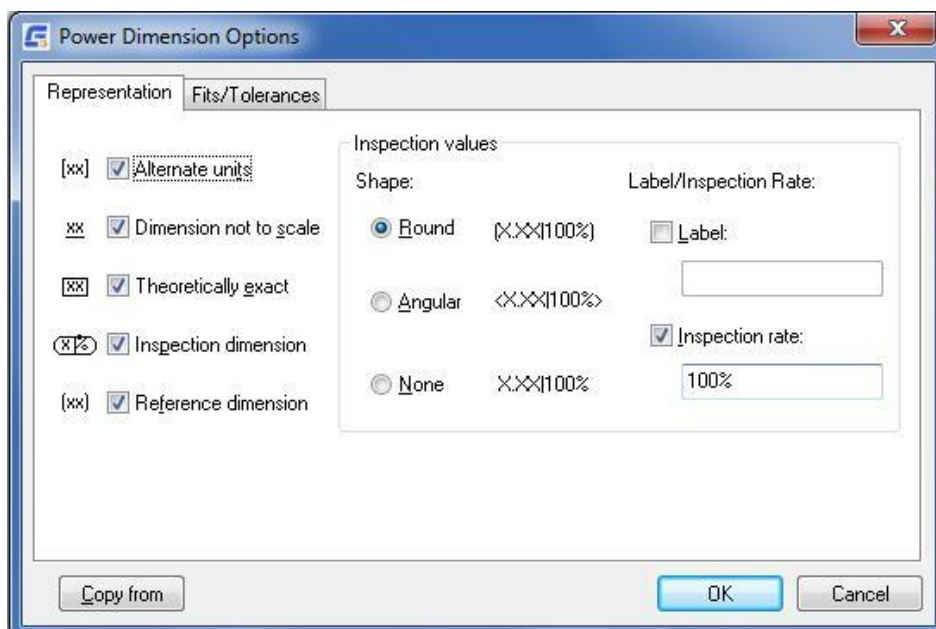 Power Dimension Options
Representation
Fits/Tolerances
[xx] Alternate units
xx Dimension not to scale
xx Theoretically exact
X % Inspection dimension
(xx) Reference dimension
Inspection values
Shape:
Round (X.XX|100%)
Angular <X.XX|100%>
None X.XX|100%
Label/Inspection Rate:
Label:
Inspection rate:
100%
Copy from
OK
Cancel